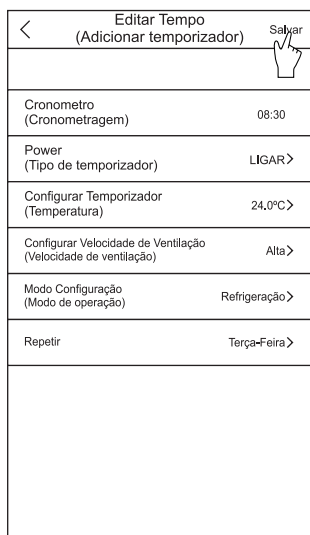 Editar Tempo
(Adicionar temporizador)
Salvar
Cronometro
(Cronometragem)
08:30
Power
(Tipo de temporizador)
LIGAR
Configurar Temporizador
(Temperatura)
24.0ºC
Configurar Velocidade de Ventilação
(Velocidade de ventilação)
Alta
Modo Configuração
(Modo de operação)
Refrigeração
Repetir
Terça-Feira